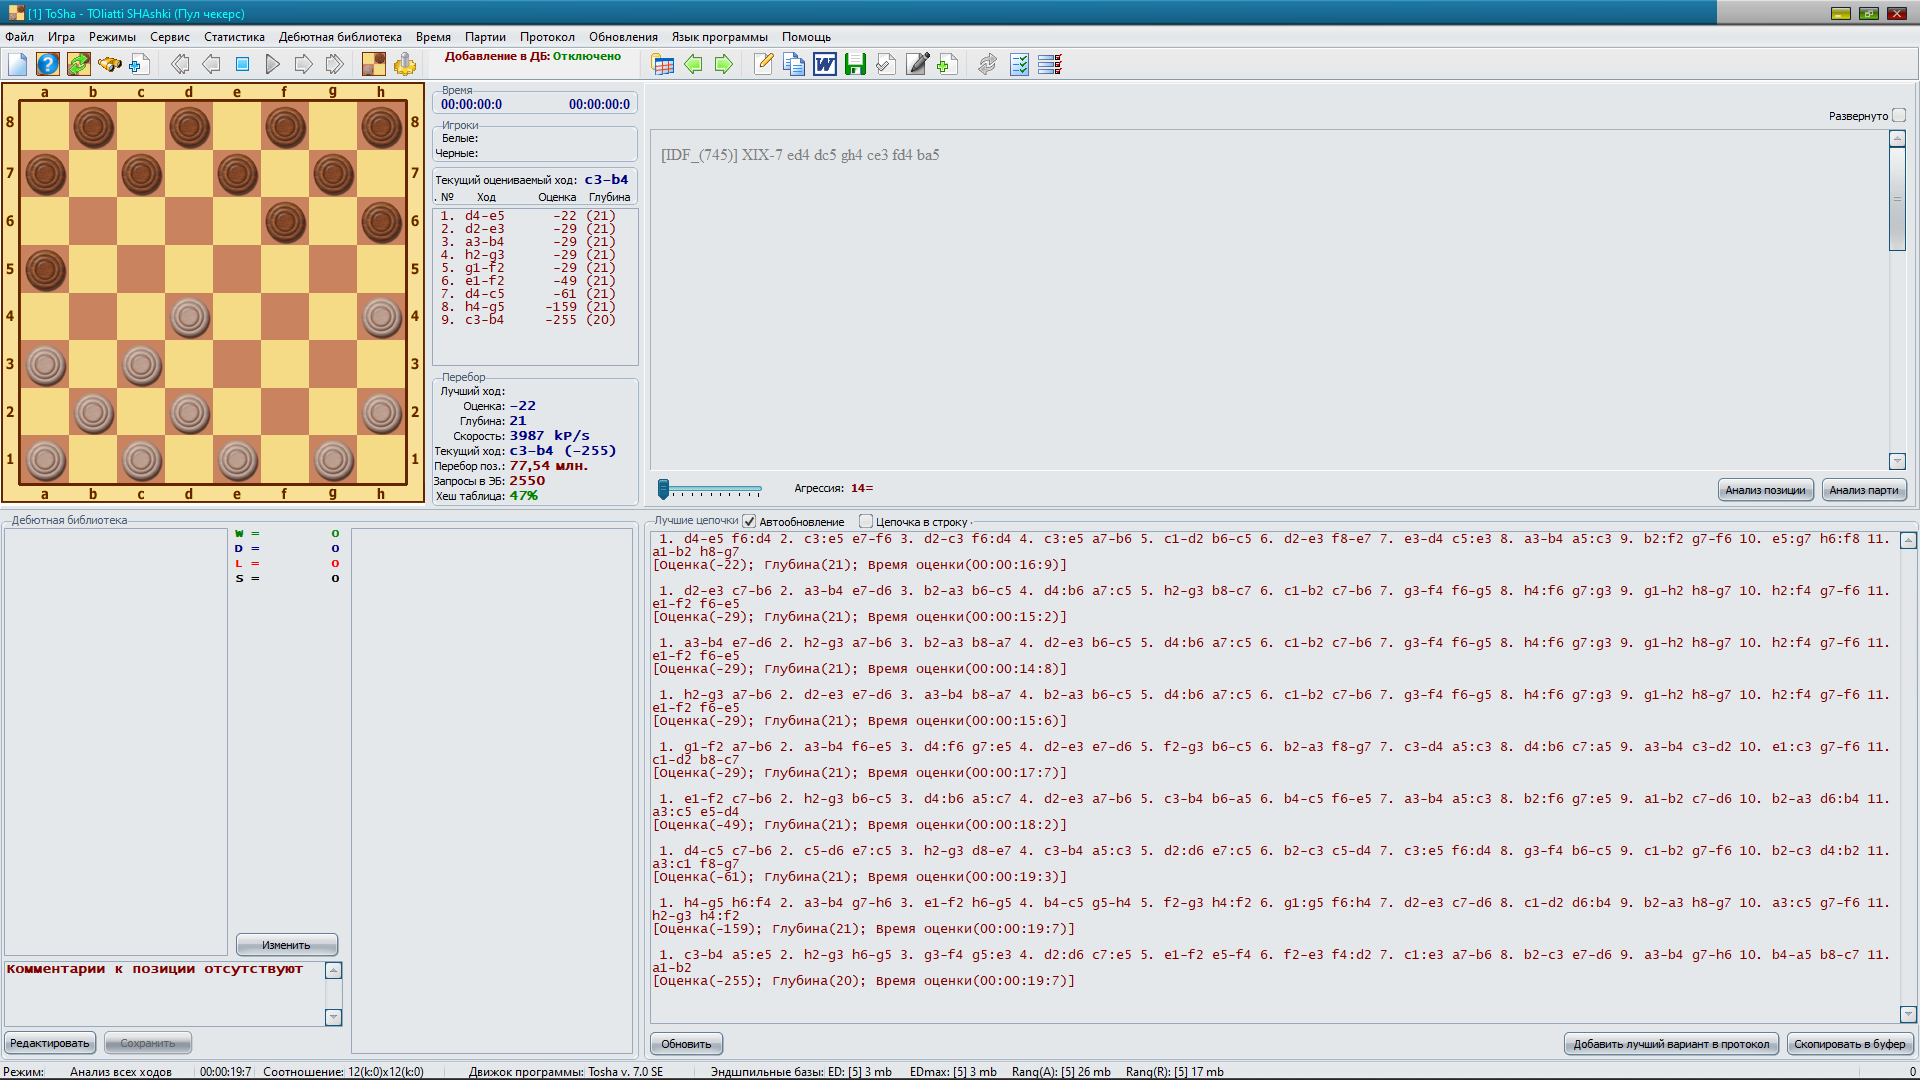 [1] ToSha - TOliatti SHAshki (Пул чекерс)
Файл Игра Режимы Сервис Статистика Дебютная библиотека Время Партии Протокол Обновления Язык программы Помощь
Добавление в ДБ: Отключено
a b c d e f g h
8 8
7 7
6 6
5 5
4 4
3 3
2 2
1 1
a b c d e f g h
Время
00:00:00:0 00:00:00:0
Игроки
Белые:
Черные:
Текущий оцениваемый ход: c3-b4
. № Ход Оценка Глубина
1. d4-e5 -22 (21)
2. d2-e3 -29 (21)
3. a3-b4 -29 (21)
4. h2-g3 -29 (21)
5. g1-f2 -29 (21)
6. e1-f2 -49 (21)
7. d4-c5 -61 (21)
8. h4-g5 -159 (21)
9. c3-b4 -255 (20)
Перебор
Лучший ход:
Оценка: -22
Глубина: 21
Скорость: 3987 kP/s
Текущий ход: c3-b4 (-255)
Перебор поз.: 77,54 млн.
Запросы в ЭБ: 2550
Хеш таблица: 47%
Развернуто
[IDF_(745)] XIX-7 ed4 dc5 gh4 ce3 fd4 ba5
Агрессия: 14=
Анализ позиции Анализ парти
Дебютная библиотека
W = 0
D = 0
L = 0
S = 0
Изменить
Комментарии к позиции отсутствуют
Редактировать Сохранить
Лучшие цепочки Автообновление Цепочка в строку
1. d4-e5 f6:d4 2. c3:e5 e7-f6 3. d2-c3 f6:d4 4. c3:e5 a7-b6 5. c1-d2 b6-c5 6. d2-e3 f8-e7 7. e3-d4 c5:e3 8. a3-b4 a5:c3 9. b2:f2 g7-f6 10. e5:g7 h6:f8 11.
a1-b2 h8-g7
[Оценка(-22); Глубина(21); Время оценки(00:00:16:9)]
1. d2-e3 c7-b6 2. a3-b4 e7-d6 3. b2-a3 b6-c5 4. d4:b6 a7:c5 5. h2-g3 b8-c7 6. c1-b2 c7-b6 7. g3-f4 f6-g5 8. h4:f6 g7:g3 9. g1-h2 h8-g7 10. h2:f4 g7-f6 11.
e1-f2 f6-e5
[Оценка(-29); Глубина(21); Время оценки(00:00:15:2)]
1. a3-b4 e7-d6 2. h2-g3 a7-b6 3. b2-a3 b8-a7 4. d2-e3 b6-c5 5. d4:b6 a7:c5 6. c1-b2 c7-b6 7. g3-f4 f6-g5 8. h4:f6 g7:g3 9. g1-h2 h8-g7 10. h2:f4 g7-f6 11.
e1-f2 f6-e5
[Оценка(-29); Глубина(21); Время оценки(00:00:14:8)]
1. h2-g3 a7-b6 2. d2-e3 e7-d6 3. a3-b4 b8-a7 4. b2-a3 b6-c5 5. d4:b6 a7:c5 6. c1-b2 c7-b6 7. g3-f4 f6-g5 8. h4:f6 g7:g3 9. g1-h2 h8-g7 10. h2:f4 g7-f6 11.
e1-f2 f6-e5
[Оценка(-29); Глубина(21); Время оценки(00:00:15:6)]
1. g1-f2 a7-b6 2. a3-b4 f6-e5 3. d4:f6 g7:e5 4. d2-e3 e7-d6 5. f2-g3 b6-c5 6. b2-a3 f8-g7 7. c3-d4 a5:c3 8. d4:b6 c7:a5 9. a3-b4 c3-d2 10. e1:c3 g7-f6 11.
c1-d2 b8-c7
[Оценка(-29); Глубина(21); Время оценки(00:00:17:7)]
1. e1-f2 c7-b6 2. h2-g3 b6-c5 3. d4:b6 a5:c7 4. d2-e3 a7-b6 5. c3-b4 b6-a5 6. b4-c5 f6-e5 7. a3-b4 a5:c3 8. b2:f6 g7:e5 9. a1-b2 c7-d6 10. b2-a3 d6:b4 11.
a3:c5 e5-d4
[Оценка(-49); Глубина(21); Время оценки(00:00:18:2)]
1. d4-c5 c7-b6 2. c5-d6 e7:c5 3. h2-g3 d8-e7 4. c3-b4 a5:c3 5. d2:d6 e7:c5 6. b2-c3 c5-d4 7. c3:e5 f6:d4 8. g3-f4 b6-c5 9. c1-b2 g7-f6 10. b2-c3 d4:b2 11.
a3:c1 f8-g7
[Оценка(-61); Глубина(21); Время оценки(00:00:19:3)]
1. h4-g5 h6:f4 2. a3-b4 g7-h6 3. e1-f2 h6-g5 4. b4-c5 g5-h4 5. f2-g3 h4:f2 6. g1:g5 f6:h4 7. d2-e3 c7-d6 8. c1-d2 d6:b4 9. b2-a3 h8-g7 10. a3:c5 g7-f6 11.
h2-g3 h4:f2
[Оценка(-159); Глубина(21); Время оценки(00:00:19:7)]
1. c3-b4 a5:e5 2. h2-g3 h6-g5 3. g3-f4 g5:e3 4. d2:d6 c7:e5 5. e1-f2 e5-f4 6. f2-e3 f4:d2 7. c1:e3 a7-b6 8. b2-c3 e7-d6 9. a3-b4 g7-h6 10. b4-a5 b8-c7 11.
a1-b2
[Оценка(-255); Глубина(20); Время оценки(00:00:19:7)]
Обновить Добавить лучший вариант в протокол Скопировать в буфер
Режим: Анализ всех ходов 00:00:19:7 Соотношение: 12(k:0)x12(k:0) Движок программы: Tosha v. 7.0 SE Эндшпильные базы: ED: [5] 3 mb EDmax: [5] 3 mb Rang(A): [5] 26 mb Rang(R): [5] 17 mb 0